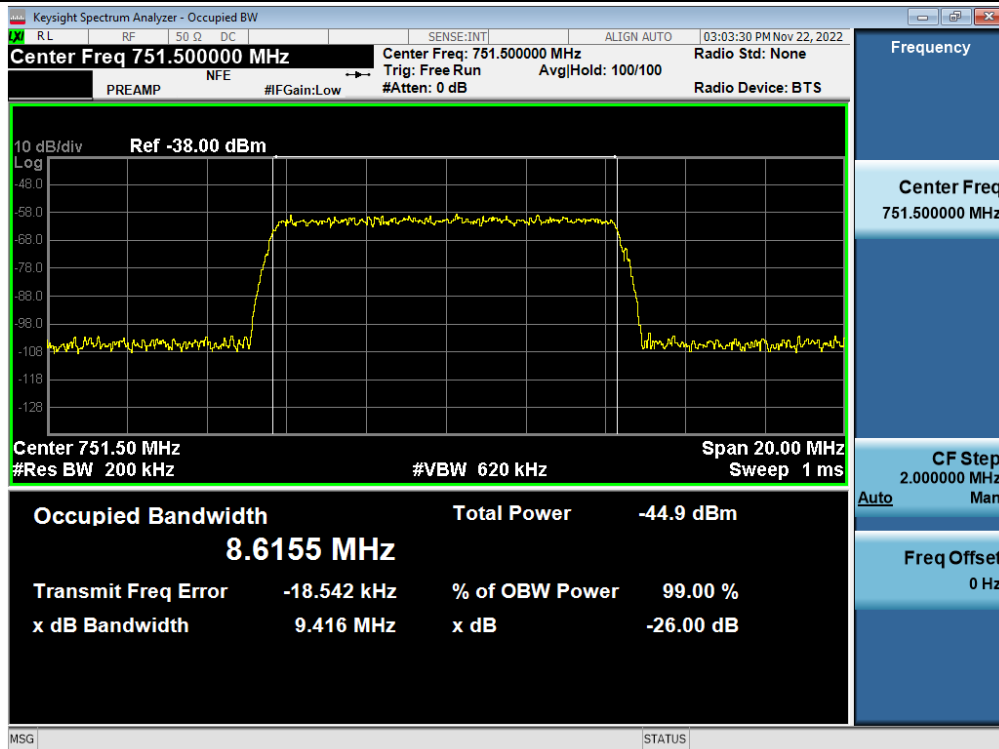 Keysight Spectrum Analyzer - Occupied BW
LXI RL RF 50 Ω DC SENSE:INT ALIGN AUTO 03:03:30 PM Nov 22, 2022
Center Freq 751.500000 MHz
NFE
PREAMP #IFGain:Low
Center Freq: 751.500000 MHz
Trig: Free Run Avg|Hold: 100/100
#Atten: 0 dB
Radio Std: None
Radio Device: BTS
10 dB/div Ref -38.00 dBm
Log
-48.0
-58.0
-68.0
-78.0
-88.0
-98.0
-108
-118
-128
Center 751.50 MHz Span 20.00 MHz
#Res BW 200 kHz #VBW 620 kHz Sweep 1 ms
Occupied Bandwidth Total Power -44.9 dBm
8.6155 MHz
Transmit Freq Error -18.542 kHz % of OBW Power 99.00 %
x dB Bandwidth 9.416 MHz x dB -26.00 dB
Frequency
Center Freq
751.500000 MHz
CF Step
2.000000 MHz
Auto Man
Freq Offset
0 Hz
MSG STATUS